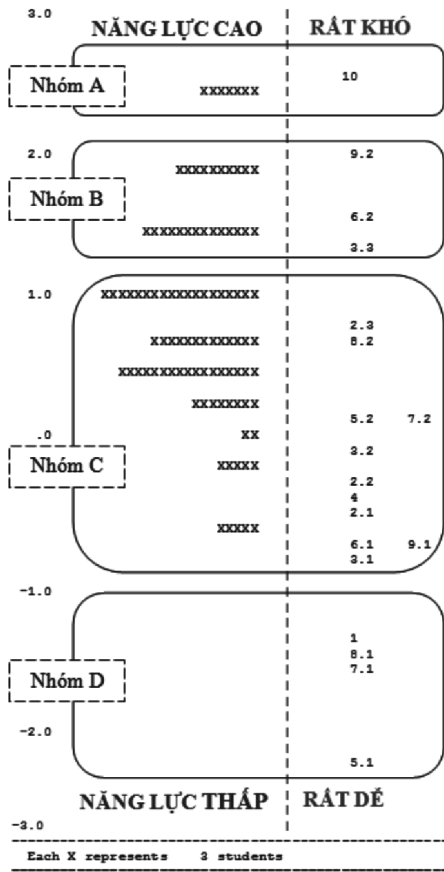 3.0
NĂNG LỰC CAO RẤT KHÓ
10
Nhóm A
XXXXXXX
2.0 9.2
XXXXXXXXXX
Nhóm B
6.2
XXXXXXXXXXXXXX
3.3
1.0 XXXXXXXXXXXXXXXXXXX
2.3
XXXXXXXXXXXXX 8.2
XXXXXXXXXXXXXXXXX
XXXXXXXX
5.2 7.2
.0 XX
3.2
Nhóm C XXXXX
2.2
4
2.1
XXXXX
6.1 9.1
3.1
-1.0
1
8.1
7.1
Nhóm D
-2.0
5.1
NĂNG LỰC THẤP RẤT DỄ
-3.0
Each X represents 3 students